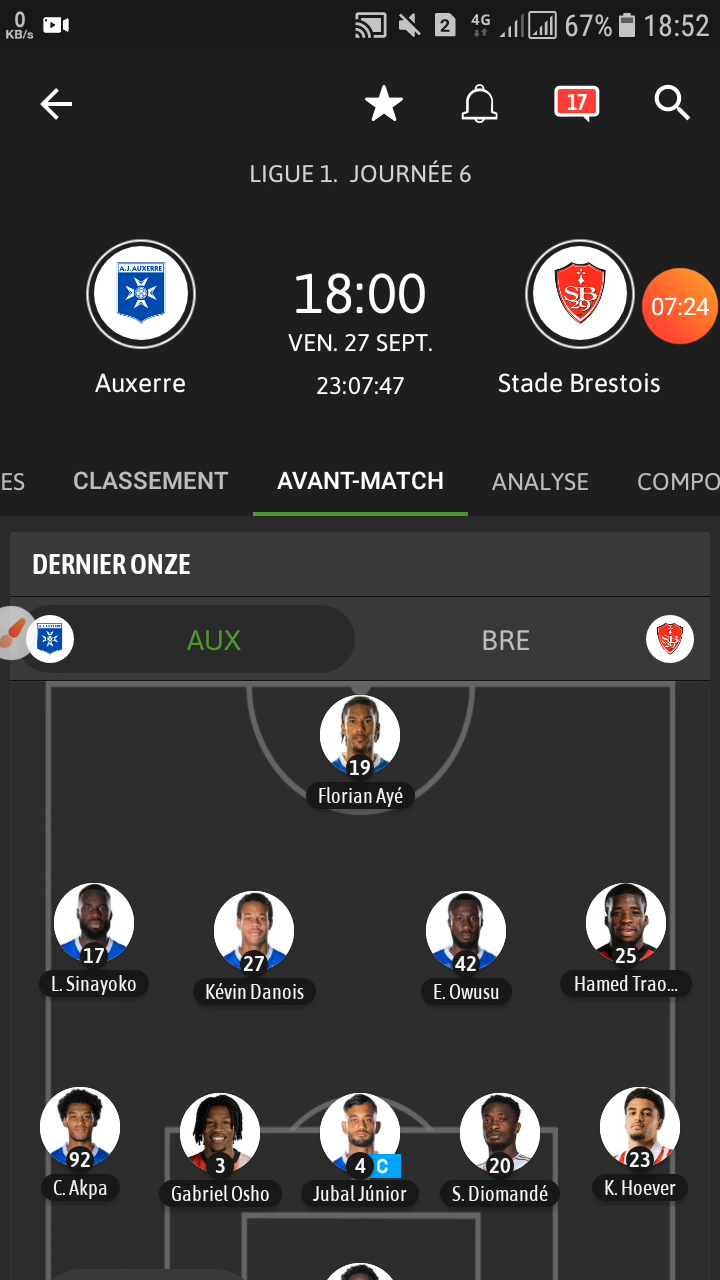 0
KB/s
2
4G
67%
18:52
17
LIGUE 1. JOURNÉE 6
A.J.AUXERRE
SB
29
18:00
07:24
VEN. 27 SEPT.
Auxerre
23:07:47
Stade Brestois
ES
CLASSEMENT
AVANT-MATCH
ANALYSE
COMPO
DERNIER ONZE
AUX
BRE
19
Florian Ayé
17
27
42
25
L. Sinayoko
Kévin Danois
E. Owusu
Hamed Trao...
92
3
4 C
20
23
C. Akpa
Gabriel Osho
Jubal Júnior
S. Diomandé
K. Hoever